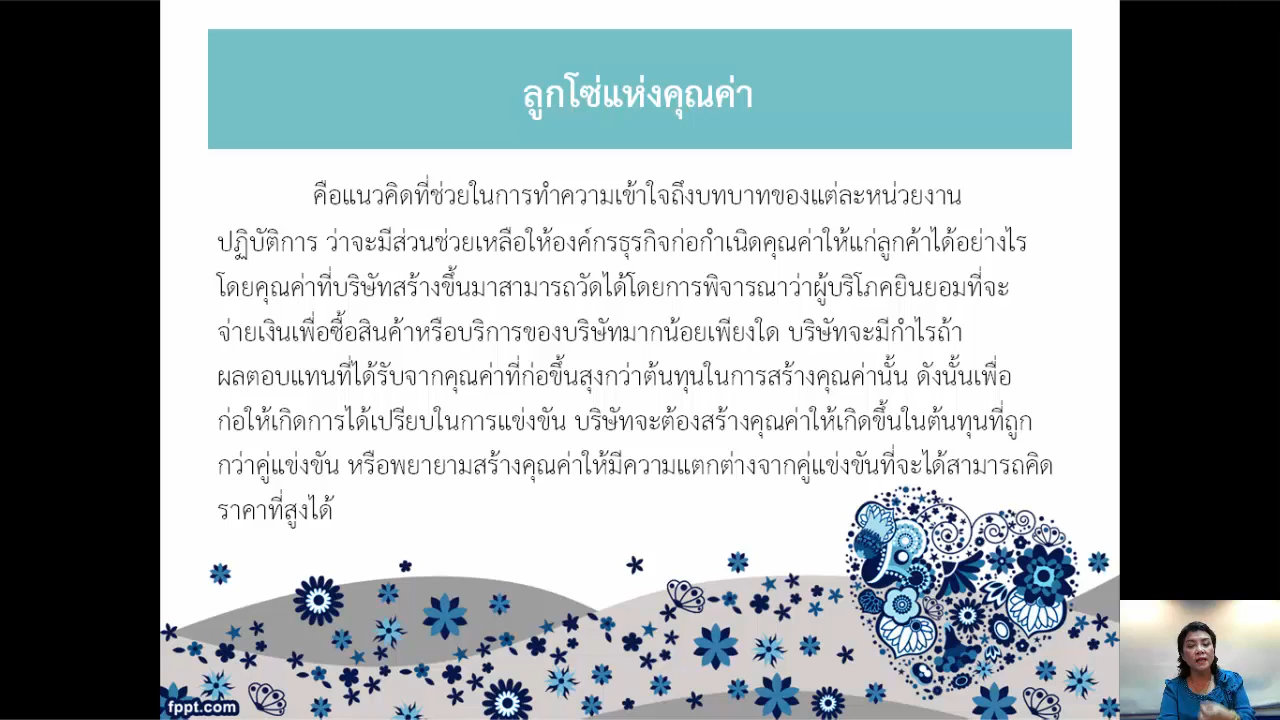 ลูกโซ่แห่งคุณค่า
คือแนวคิดที่ช่วยในการทำความเข้าใจถึงบทบาทของแต่ละหน่วยงาน
ปฏิบัติการ ว่าจะมีส่วนช่วยเหลือให้องค์กรธุรกิจก่อกำเนิดคุณค่าให้แก่ลูกค้าได้อย่างไร
โดยคุณค่าที่บริษัทสร้างขึ้นมาสามารถวัดได้โดยการพิจารณาว่าผู้บริโภคยินยอมที่จะ
จ่ายเงินเพื่อซื้อสินค้าหรือบริการของบริษัทมากน้อยเพียงใด บริษัทจะมีกำไรถ้า
ผลตอบแทนที่ได้รับจากคุณค่าที่ก่อขึ้นสุงกว่าต้นทุนในการสร้างคุณค่านั้น ดังนั้นเพื่อ
ก่อให้เกิดการได้เปรียบในการแข่งขัน บริษัทจะต้องสร้างคุณค่าให้เกิดขึ้นในต้นทุนที่ถูก
กว่าคู่แข่งขัน หรือพยายามสร้างคุณค่าให้มีความแตกต่างจากคู่แข่งขันที่จะได้สามารถคิด
ราคาที่สูงได้
fppt.com